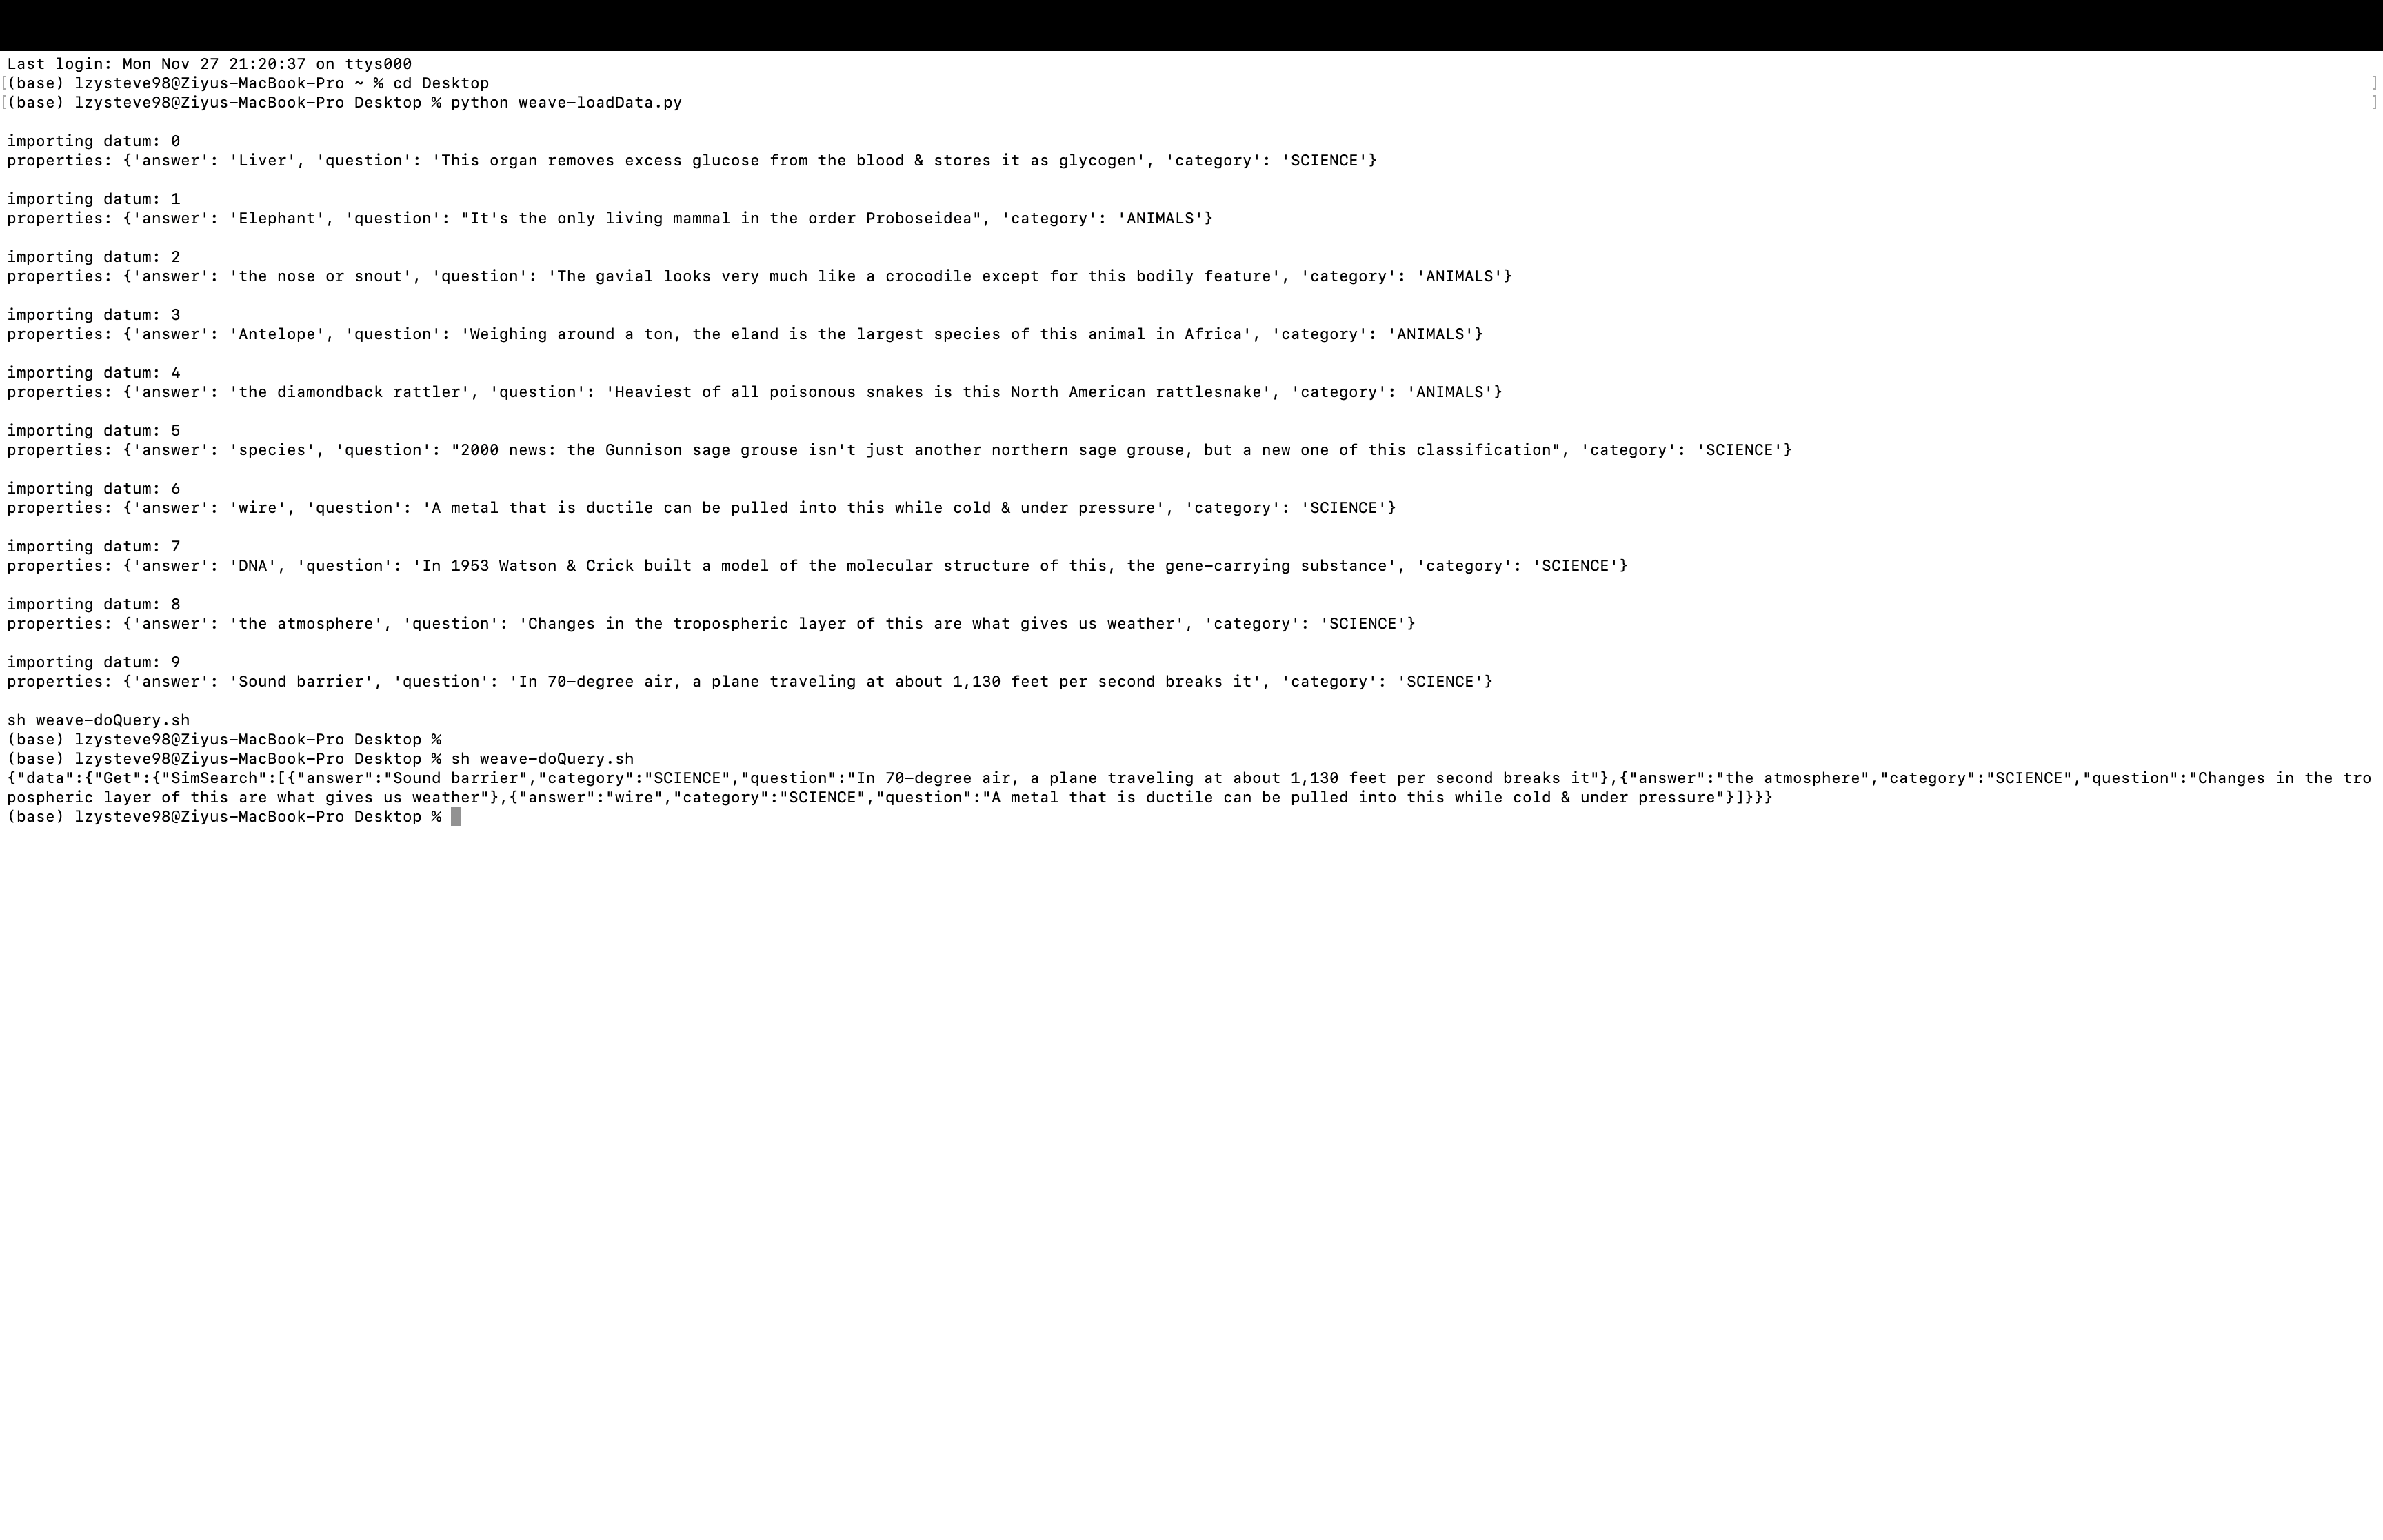 Last login: Mon Nov 27 21:20:37 on ttys000
[(base) lzysteve98@Ziyus-MacBook-Pro ~ % cd Desktop ]
[(base) lzysteve98@Ziyus-MacBook-Pro Desktop % python weave-loadData.py ]
importing datum: 0
properties: {'answer': 'Liver', 'question': 'This organ removes excess glucose from the blood & stores it as glycogen', 'category': 'SCIENCE'}
importing datum: 1
properties: {'answer': 'Elephant', 'question': "It's the only living mammal in the order Proboseidea", 'category': 'ANIMALS'}
importing datum: 2
properties: {'answer': 'the nose or snout', 'question': 'The gavial looks very much like a crocodile except for this bodily feature', 'category': 'ANIMALS'}
importing datum: 3
properties: {'answer': 'Antelope', 'question': 'Weighing around a ton, the eland is the largest species of this animal in Africa', 'category': 'ANIMALS'}
importing datum: 4
properties: {'answer': 'the diamondback rattler', 'question': 'Heaviest of all poisonous snakes is this North American rattlesnake', 'category': 'ANIMALS'}
importing datum: 5
properties: {'answer': 'species', 'question': "2000 news: the Gunnison sage grouse isn't just another northern sage grouse, but a new one of this classification", 'category': 'SCIENCE'}
importing datum: 6
properties: {'answer': 'wire', 'question': 'A metal that is ductile can be pulled into this while cold & under pressure', 'category': 'SCIENCE'}
importing datum: 7
properties: {'answer': 'DNA', 'question': 'In 1953 Watson & Crick built a model of the molecular structure of this, the gene-carrying substance', 'category': 'SCIENCE'}
importing datum: 8
properties: {'answer': 'the atmosphere', 'question': 'Changes in the tropospheric layer of this are what gives us weather', 'category': 'SCIENCE'}
importing datum: 9
properties: {'answer': 'Sound barrier', 'question': 'In 70-degree air, a plane traveling at about 1,130 feet per second breaks it', 'category': 'SCIENCE'}
sh weave-doQuery.sh
(base) lzysteve98@Ziyus-MacBook-Pro Desktop %
(base) lzysteve98@Ziyus-MacBook-Pro Desktop % sh weave-doQuery.sh
{"data":{"Get":{"SimSearch":[{"answer":"Sound barrier","category":"SCIENCE","question":"In 70-degree air, a plane traveling at about 1,130 feet per second breaks it"},{"answer":"the atmosphere","category":"SCIENCE","question":"Changes in the tro
pospheric layer of this are what gives us weather"},{"answer":"wire","category":"SCIENCE","question":"A metal that is ductile can be pulled into this while cold & under pressure"}]}}}
(base) lzysteve98@Ziyus-MacBook-Pro Desktop %